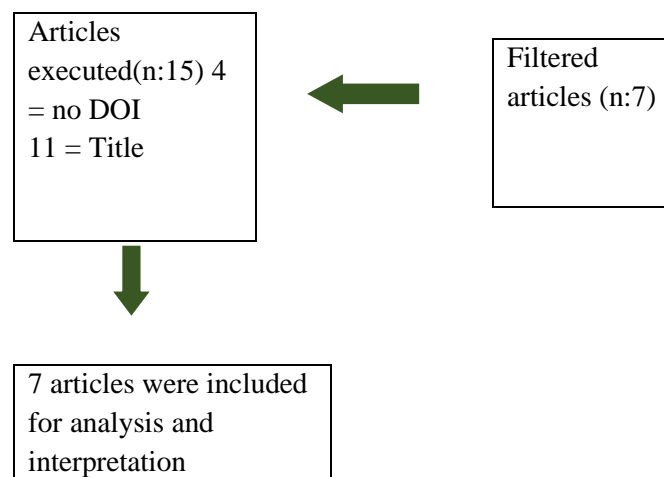 Articles
executed(n:15) 4
= no DOI
11 = Title
Filtered
articles (n:7)
7 articles were included
for analysis and
interpretation